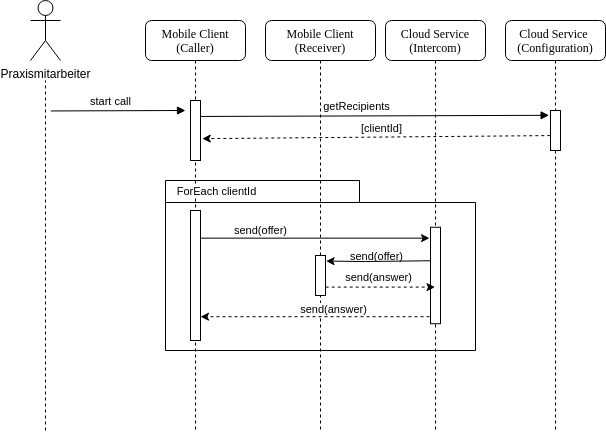 Mobile Client
(Caller)
Mobile Client
(Receiver)
Cloud Service
(Intercom)
Cloud Service
(Configuration)
Praxismitarbeiter
start call
getRecipients
[clientId]
ForEach clientId
send(offer)
send(offer)
send(answer)
send(answer)